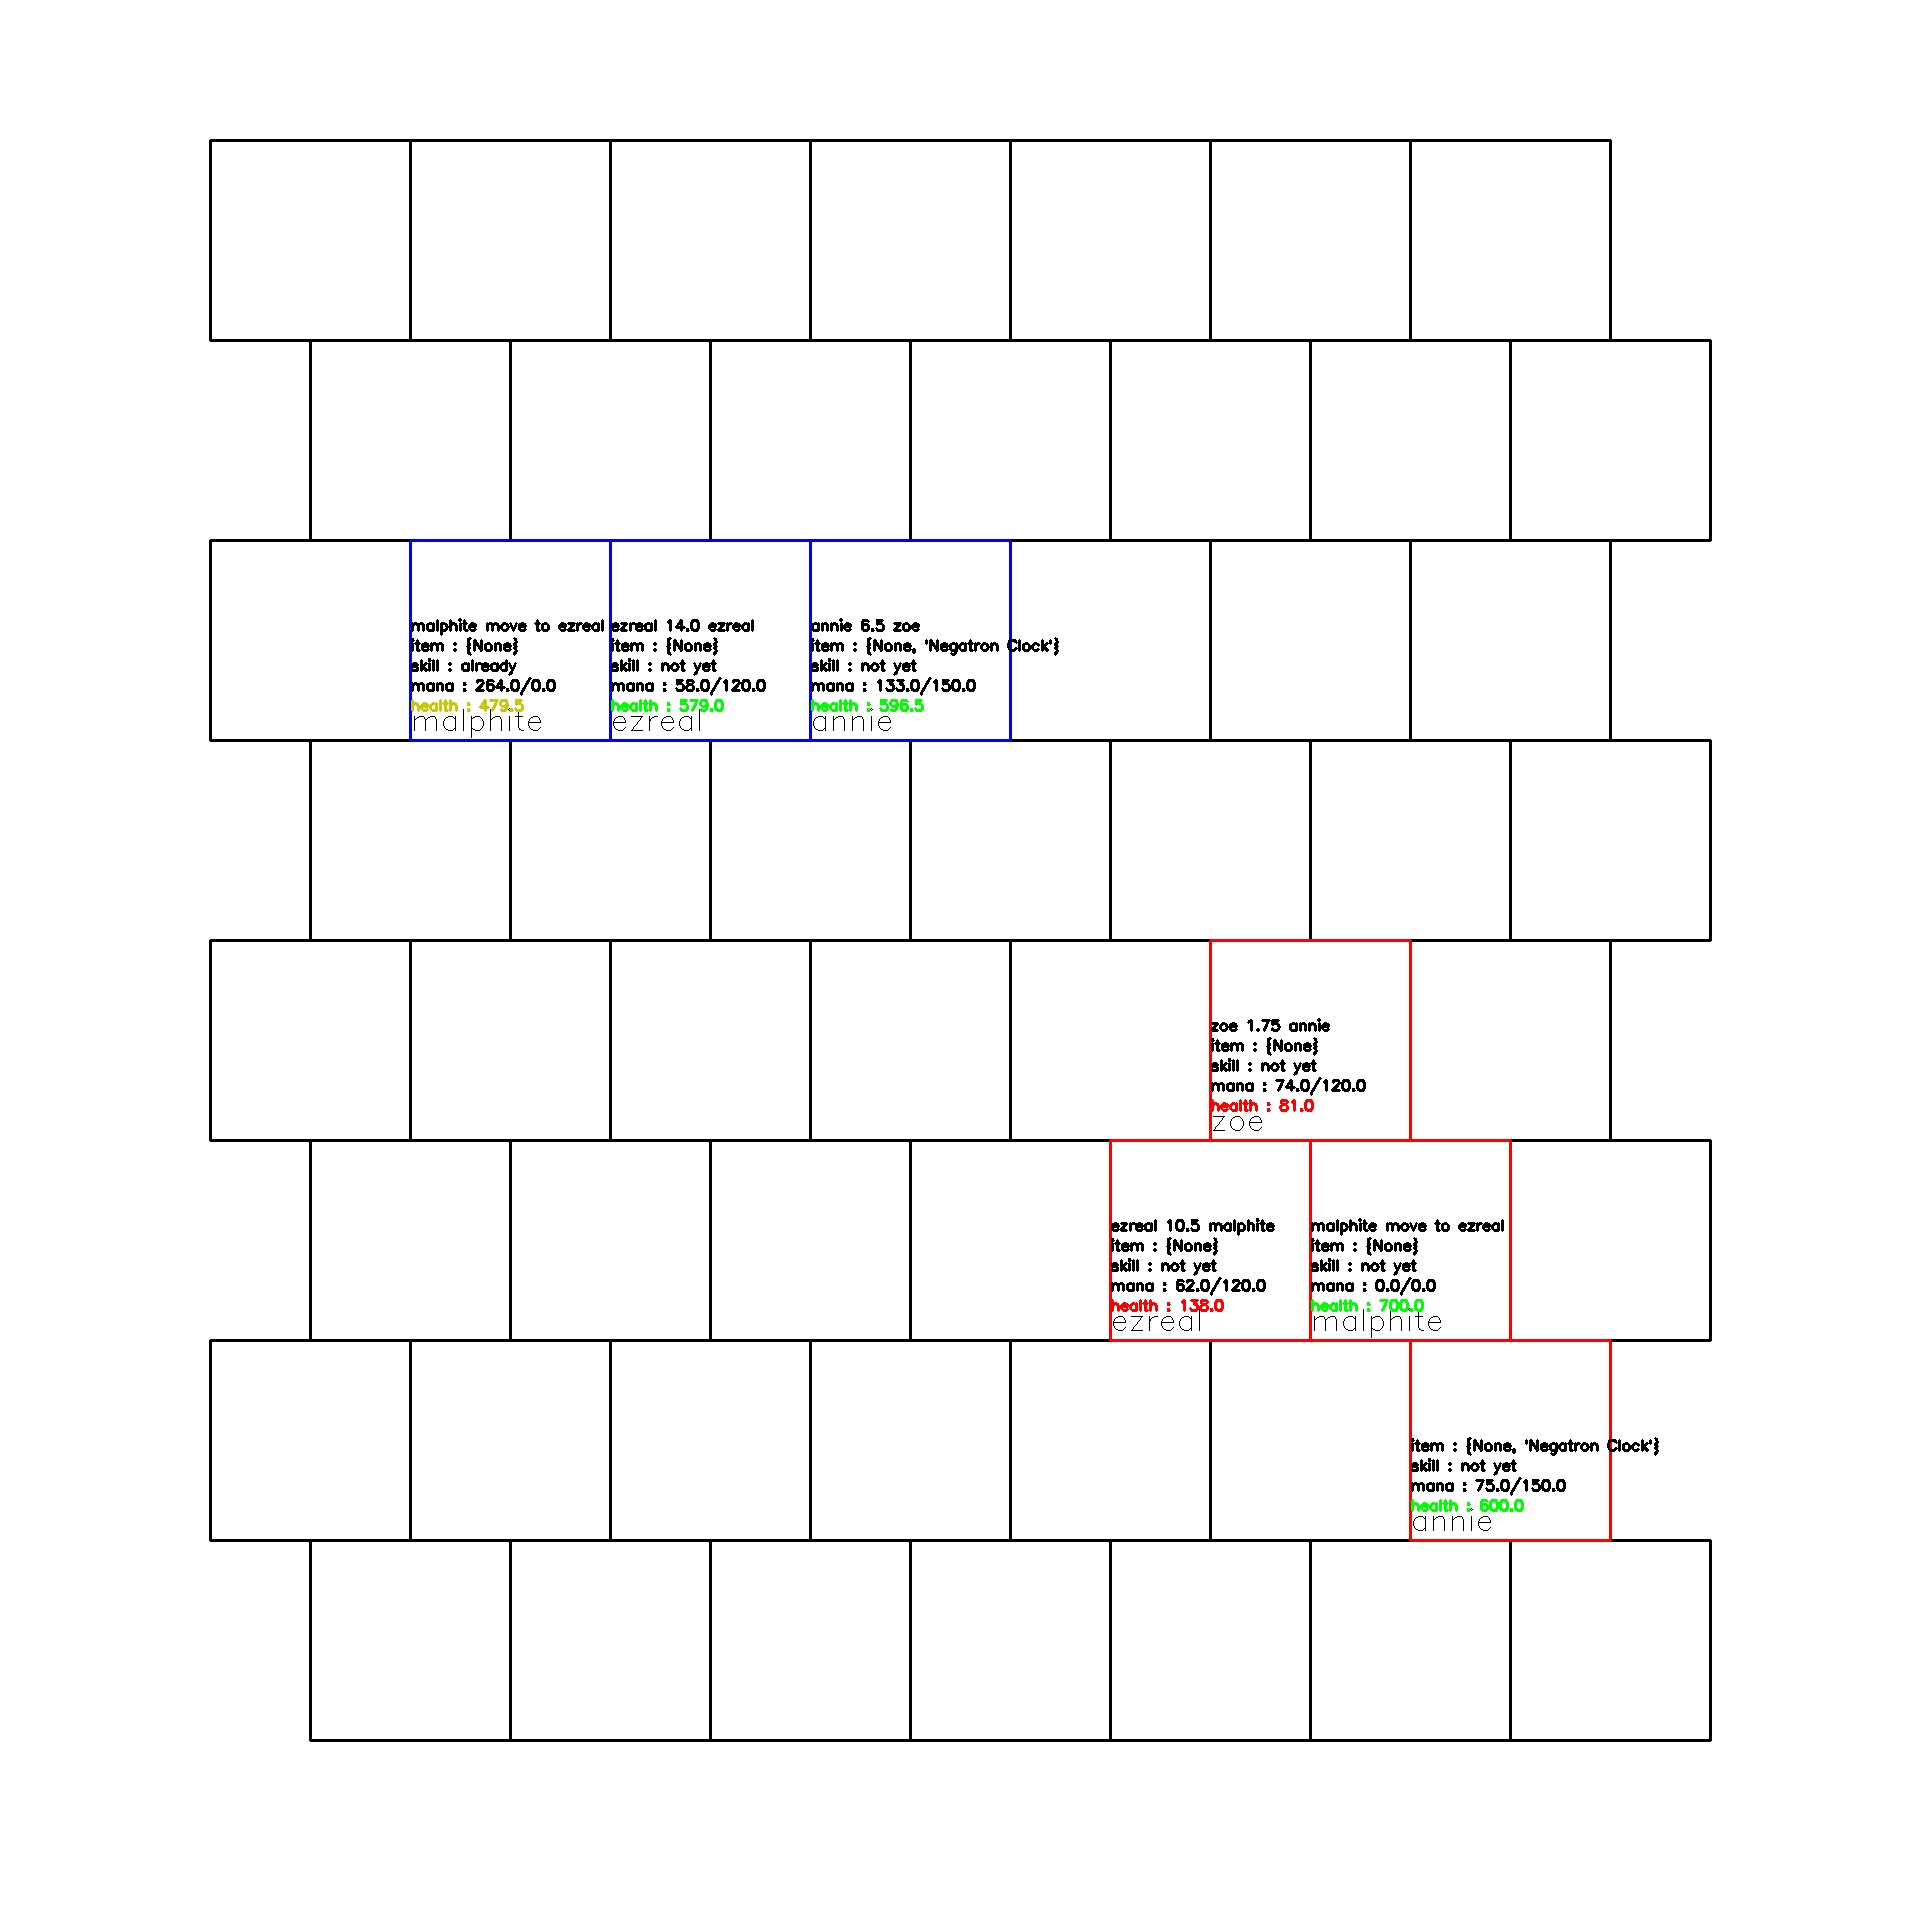 malphite move to ezreal
item : {None}
skill : already
mana : 264.0/0.0
health : 479.5
malphite
ezreal 14.0 ezreal
item : {None}
skill : not yet
mana : 58.0/120.0
health : 579.0
ezreal
annie 6.5 zoe
item : {None, 'Negatron Clock'}
skill : not yet
mana : 133.0/150.0
health : 596.5
annie
zoe 1.75 annie
item : {None}
skill : not yet
mana : 74.0/120.0
health : 81.0
zoe
ezreal 10.5 malphite
item : {None}
skill : not yet
mana : 62.0/120.0
health : 138.0
ezreal
malphite move to ezreal
item : {None}
skill : not yet
mana : 0.0/0.0
health : 700.0
malphite
item : {None, 'Negatron Clock'}
skill : not yet
mana : 75.0/150.0
health : 600.0
annie